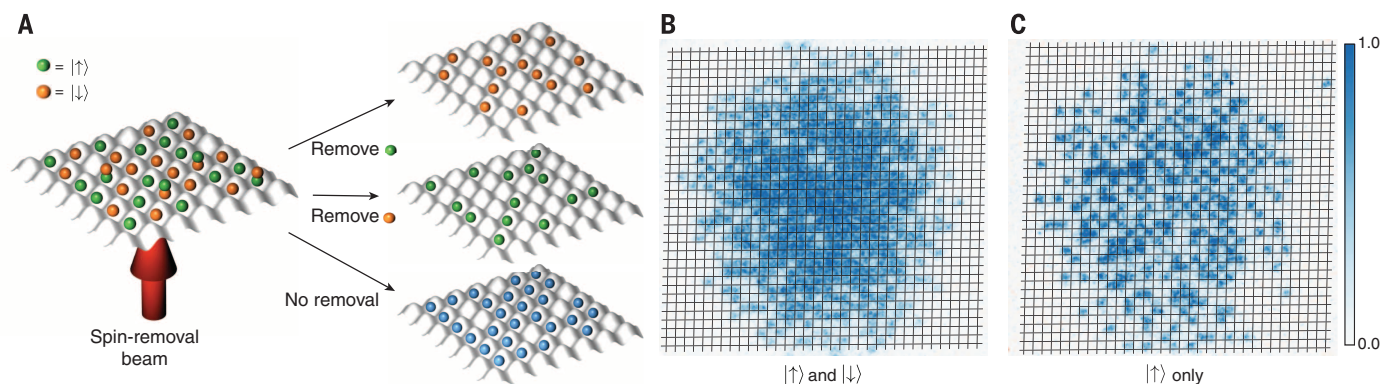 A
= |↑⟩
= |↓⟩
Remove
Remove
No removal
Spin-removal
beam
B
|↑⟩ and |↓⟩
C
|↑⟩ only
1.0
0.0